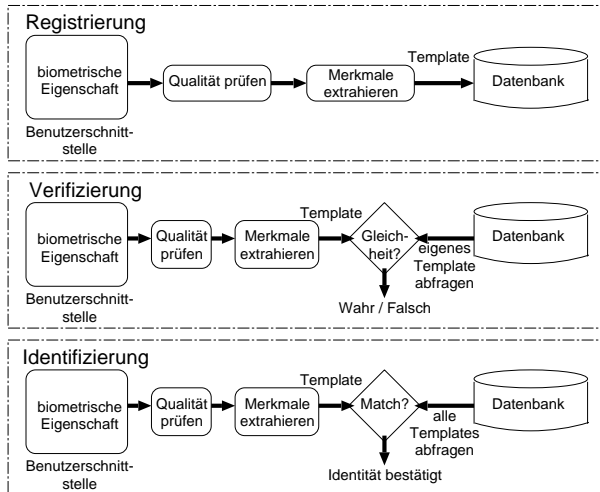 Registrierung
biometrische
Eigenschaft
Benutzerschnitt-
stelle
Qualität prüfen
Merkmale
extrahieren
Template
Datenbank
Verifizierung
biometrische
Eigenschaft
Benutzerschnitt-
stelle
Qualität
prüfen
Merkmale
extrahieren
Template
Gleich-
heit?
Wahr / Falsch
eigenes
Template
abfragen
Datenbank
Identifizierung
biometrische
Eigenschaft
Benutzerschnitt-
stelle
Qualität
prüfen
Merkmale
extrahieren
Template
Match?
Identität bestätigt
alle
Templates
abfragen
Datenbank